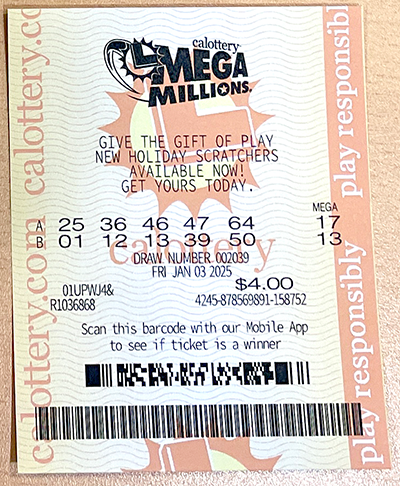 calottery
MEGA
MILLIONS
GIVE THE GIFT OF PLAY
NEW HOLIDAY SCRATCHERS
AVAILABLE NOW!
GET YOURS TODAY.
MEGA
A 25 36 46 47 64 17
B 01 12 13 39 50 13
calottery
DRAW NUMBER 002039
FRI JAN 03 2025
01UPWJ4& $4.00
R1036868 4245-878569891-158752
Scan this barcode with our Mobile App
to see if ticket is a winner
calottery.com calottery.co
play responsibly play responsibly